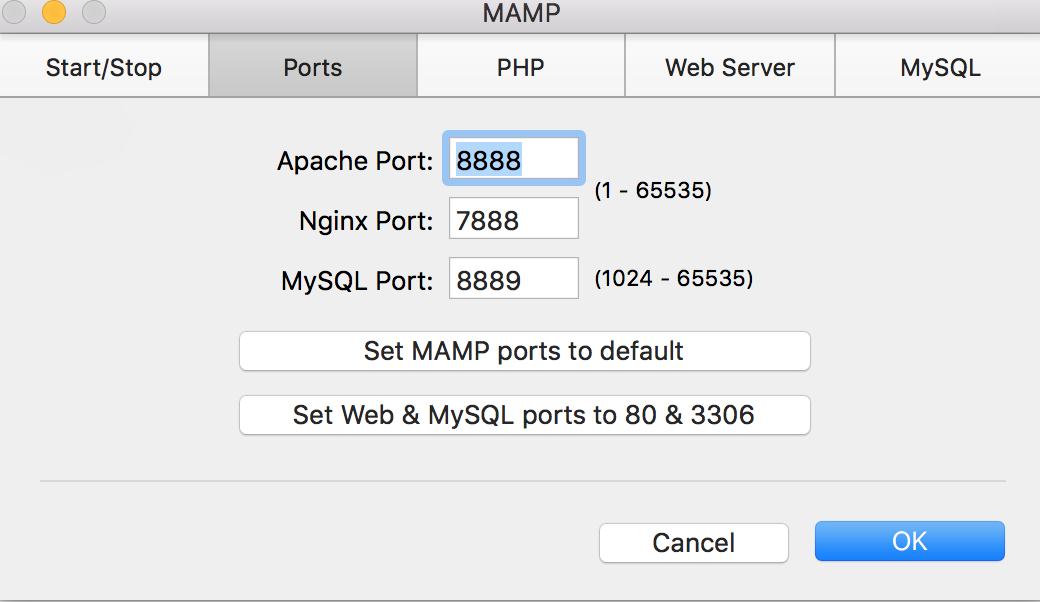 MAMP
Start/Stop Ports PHP Web Server MySQL
Apache Port: 8888
(1 - 65535)
Nginx Port: 7888
MySQL Port: 8889 (1024 - 65535)
Set MAMP ports to default
Set Web & MySQL ports to 80 & 3306
Cancel OK